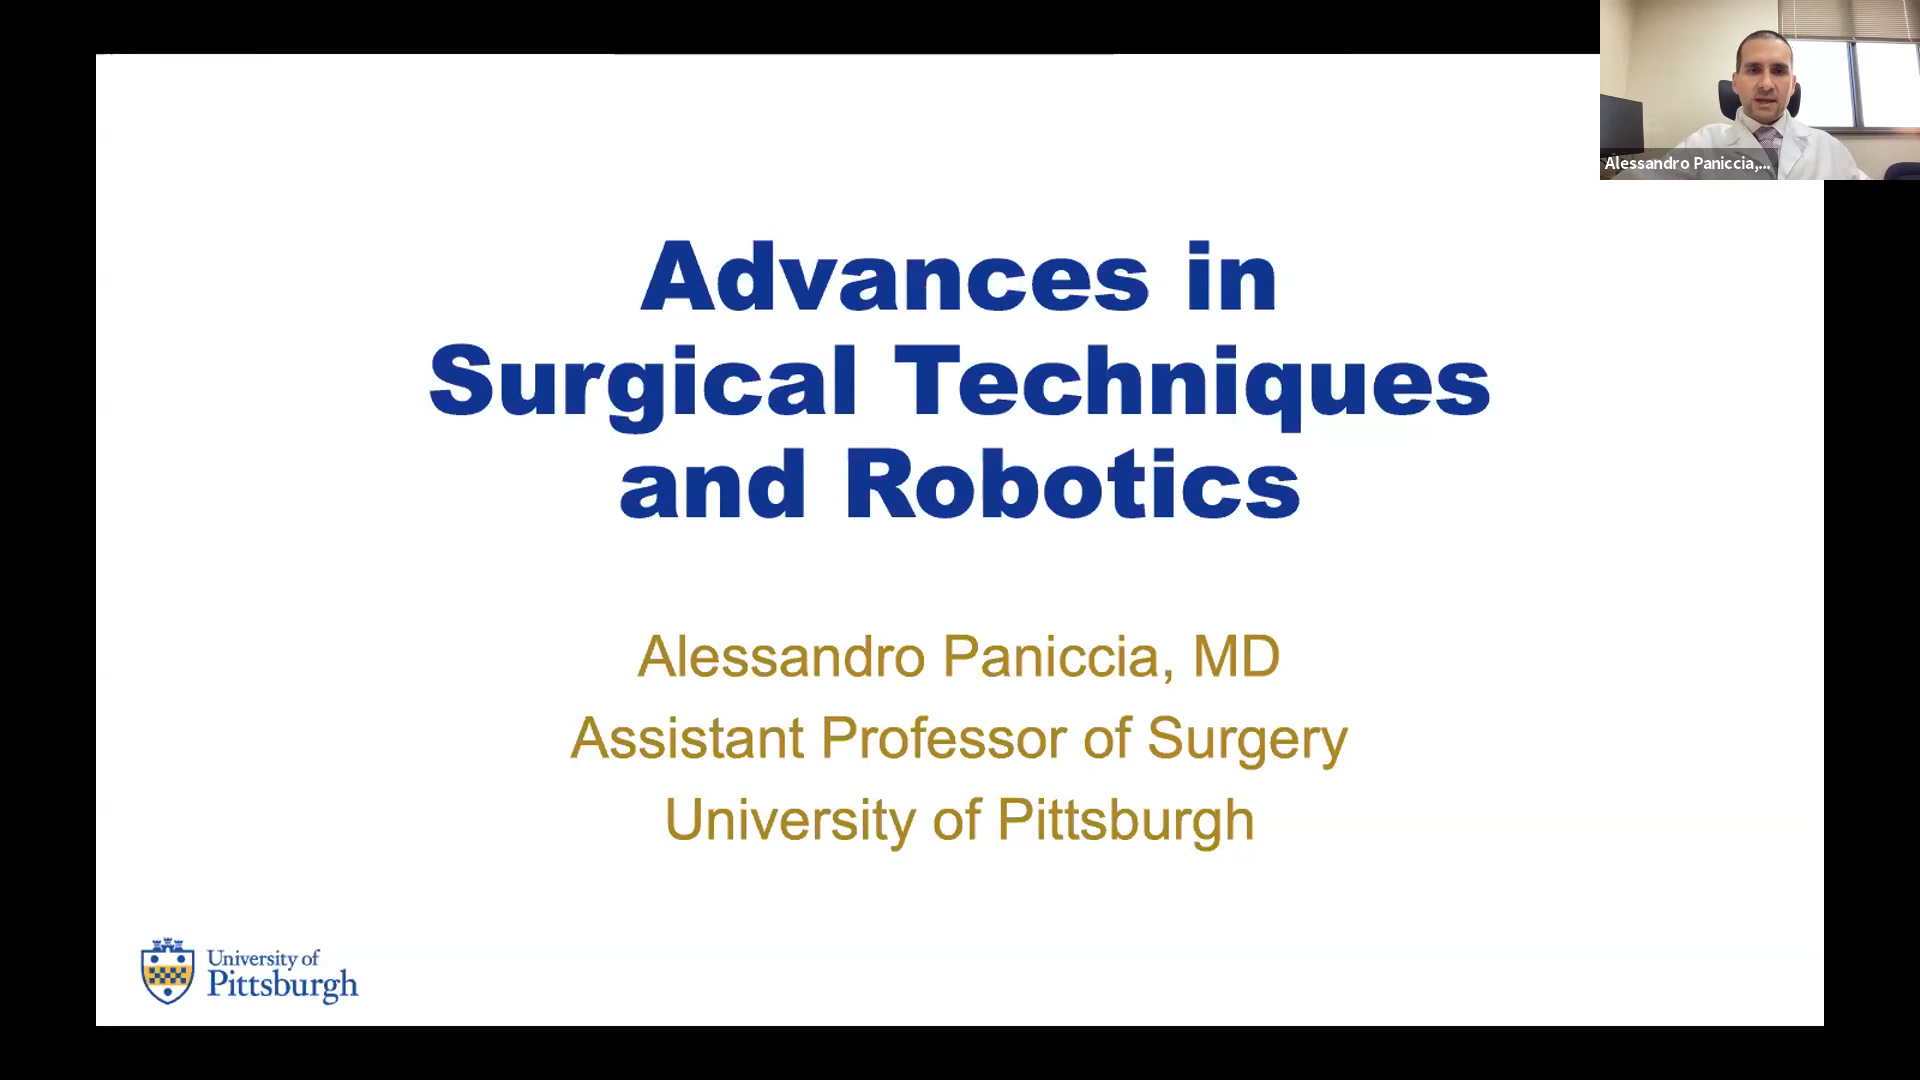 Alessandro Paniccia,...
Advances in
Surgical Techniques
and Robotics
Alessandro Paniccia, MD
Assistant Professor of Surgery
University of Pittsburgh
University of
Pittsburgh